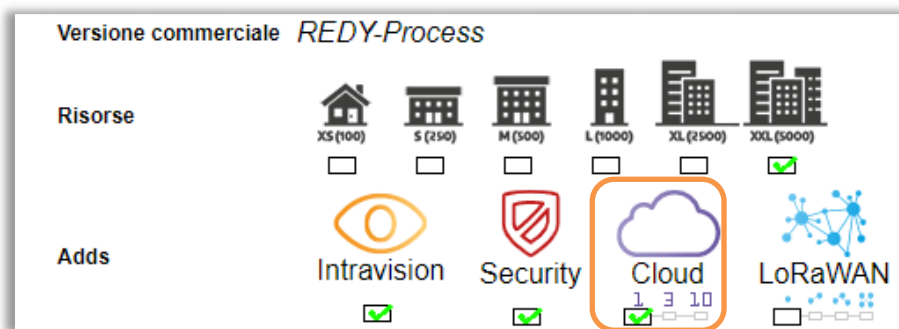 Versione commerciale REDY-Process
Risorse
XS (100) S (250) M (500) L (1000) XL (2500) XXL (5000)
Adds
Intravision Security Cloud LoRaWAN
1 3 10